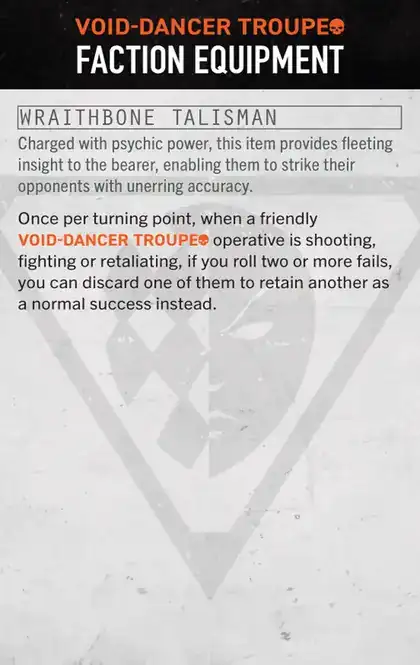 VOID-DANCER TROUPE
FACTION EQUIPMENT
WRAITHBONE TALISMAN
Charged with psychic power, this item provides fleeting
insight to the bearer, enabling them to strike their
opponents with unerring accuracy.
Once per turning point, when a friendly
VOID-DANCER TROUPE operative is shooting,
fighting or retaliating, if you roll two or more fails,
you can discard one of them to retain another as
a normal success instead.